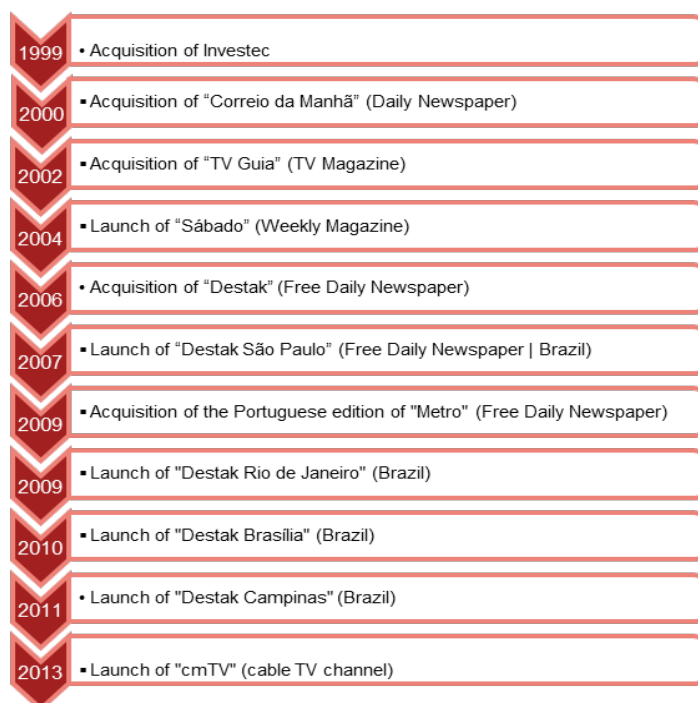 1999 • Acquisition of Investec
2000 ▪ Acquisition of “Correio da Manhã” (Daily Newspaper)
2002 ▪ Acquisition of “TV Guia” (TV Magazine)
2004 ▪ Launch of “Sábado” (Weekly Magazine)
2006 • Acquisition of “Destak” (Free Daily Newspaper)
2007 ▪ Launch of “Destak São Paulo” (Free Daily Newspaper | Brazil)
2009 ▪ Acquisition of the Portuguese edition of "Metro" (Free Daily Newspaper)
2009 ▪ Launch of "Destak Rio de Janeiro" (Brazil)
2010 ▪ Launch of "Destak Brasília" (Brazil)
2011 • Launch of "Destak Campinas" (Brazil)
2013 ▪ Launch of "cmTV" (cable TV channel)